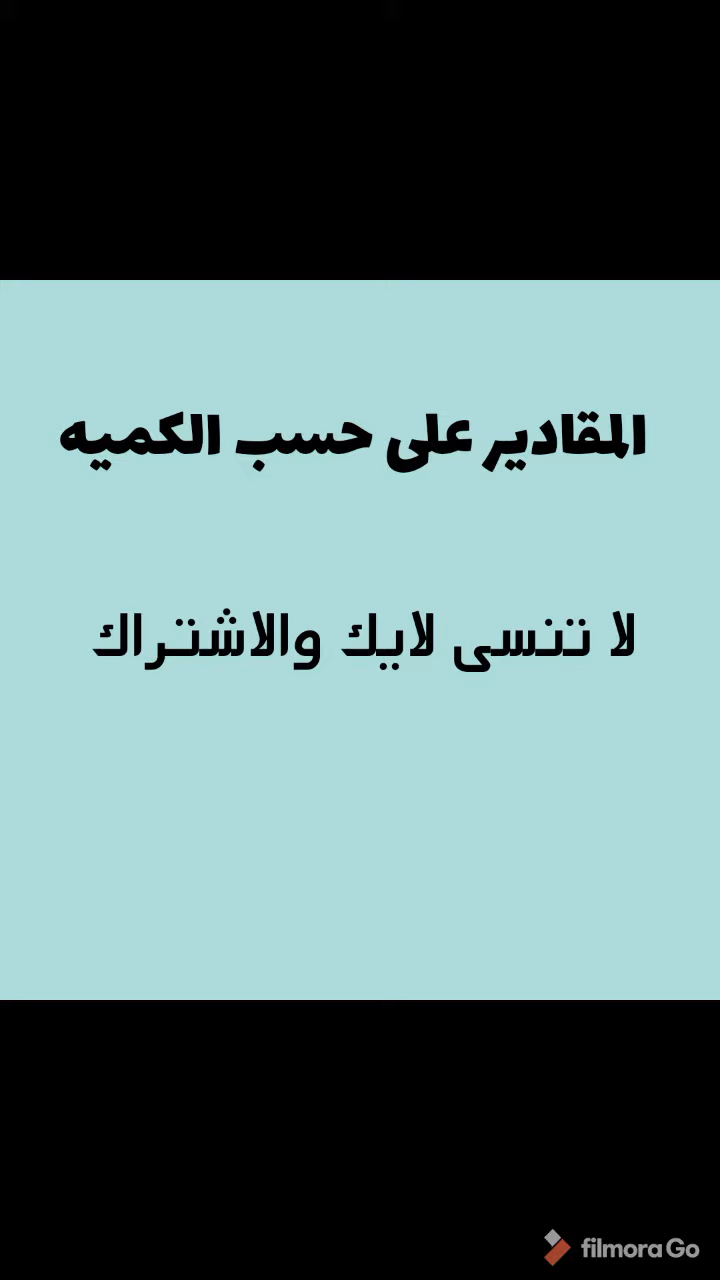 المقادير على حسب الكميه
لا تنسى لايك والاشتراك
filmora Go